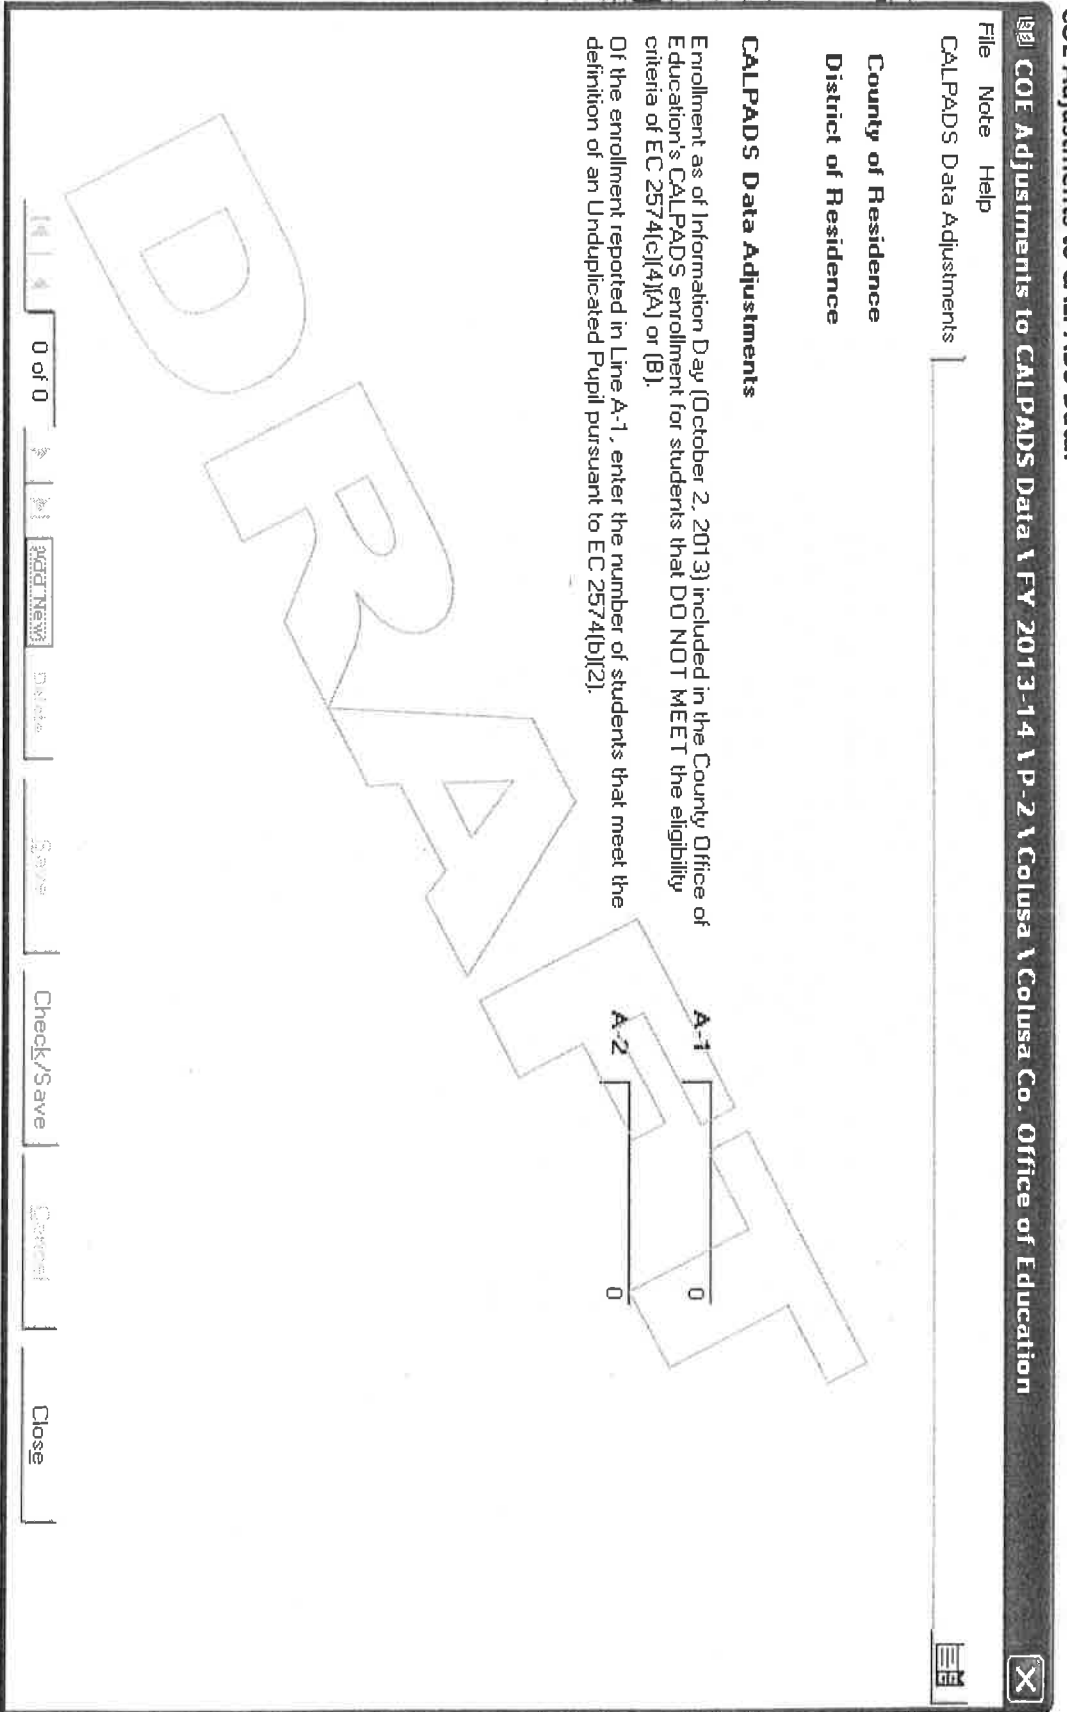 COE Adjustments to CALPADS Data:
COE Adjustments to CALPADS Data \ FY 2013-14 \ P-2 \ Colusa \ Colusa Co. Office of Education
File Note Help
CALPADS Data Adjustments
County of Residence
District of Residence
CALPADS Data Adjustments
Enrollment as of Information Day (October 2, 2013) included in the County Office of
Education's CALPADS enrollment for students that DO NOT MEET the eligibility
criteria of EC 2574(c)(4)(A) or (B).
A-1 0
Of the enrollment reported in Line A-1, enter the number of students that meet the
definition of an Unduplicated Pupil pursuant to EC 2574(b)(2).
A-2 0
DRAFT
0 of 0 Add New Delete Save Check/Save Cancel Close